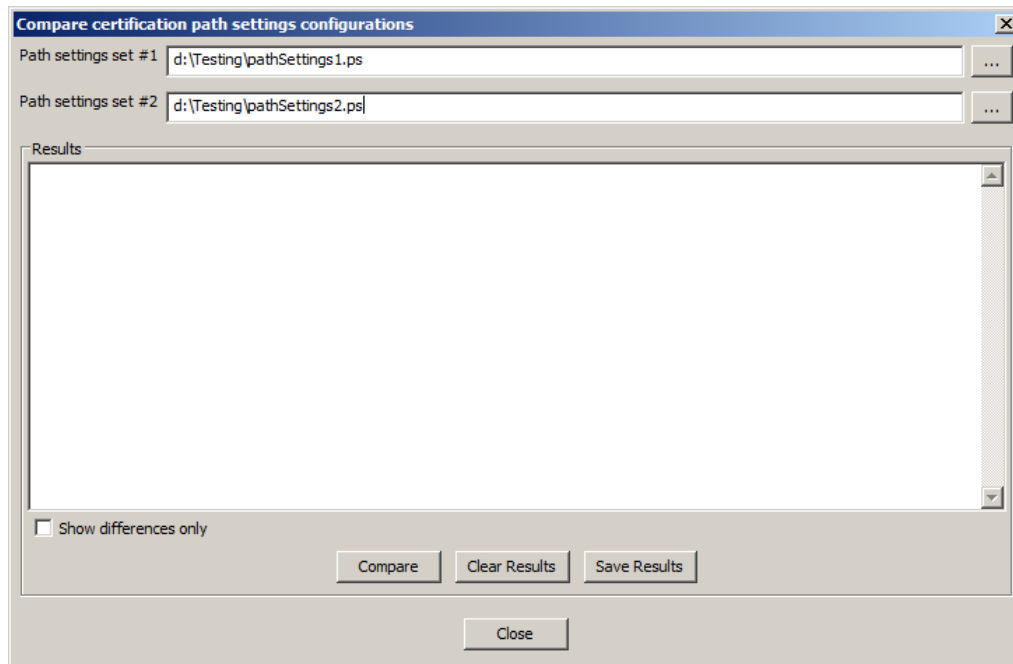 Compare certification path settings configurations
Path settings set #1 d:\Testing\pathSettings1.ps ...
Path settings set #2 d:\Testing\pathSettings2.ps ...
Results
Show differences only
Compare Clear Results Save Results
Close